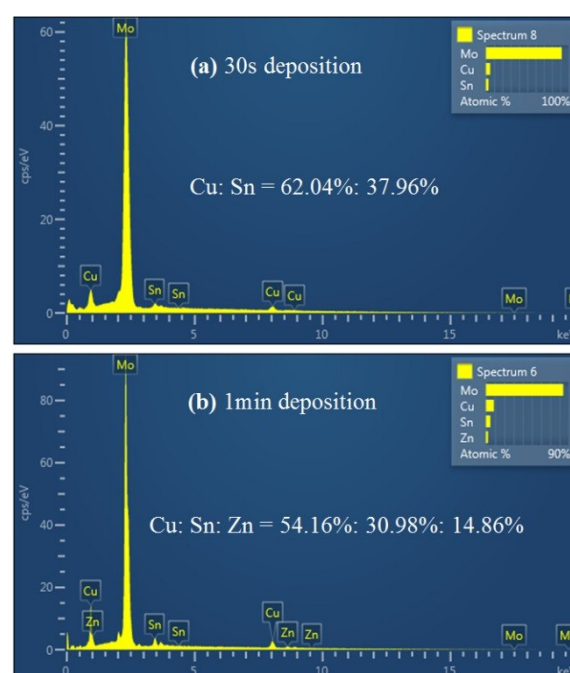 60
40
20
0
cps/eV
Mo
(a) 30s deposition
Cu: Sn = 62.04%: 37.96%
Spectrum 8
Mo
Cu
Sn
Atomic % 100%
Cu
Sn
Sn
Cu
Cu
Mo
0 5 10 15 ke
80
60
40
20
0
cps/eV
Mo
(b) 1min deposition
Cu: Sn: Zn = 54.16%: 30.98%: 14.86%
Spectrum 6
Mo
Cu
Sn
Zn
Atomic % 90%
Cu
Zn
Sn
Sn
Cu
Zn
Zn
Mo
M
0 5 10 15 keV